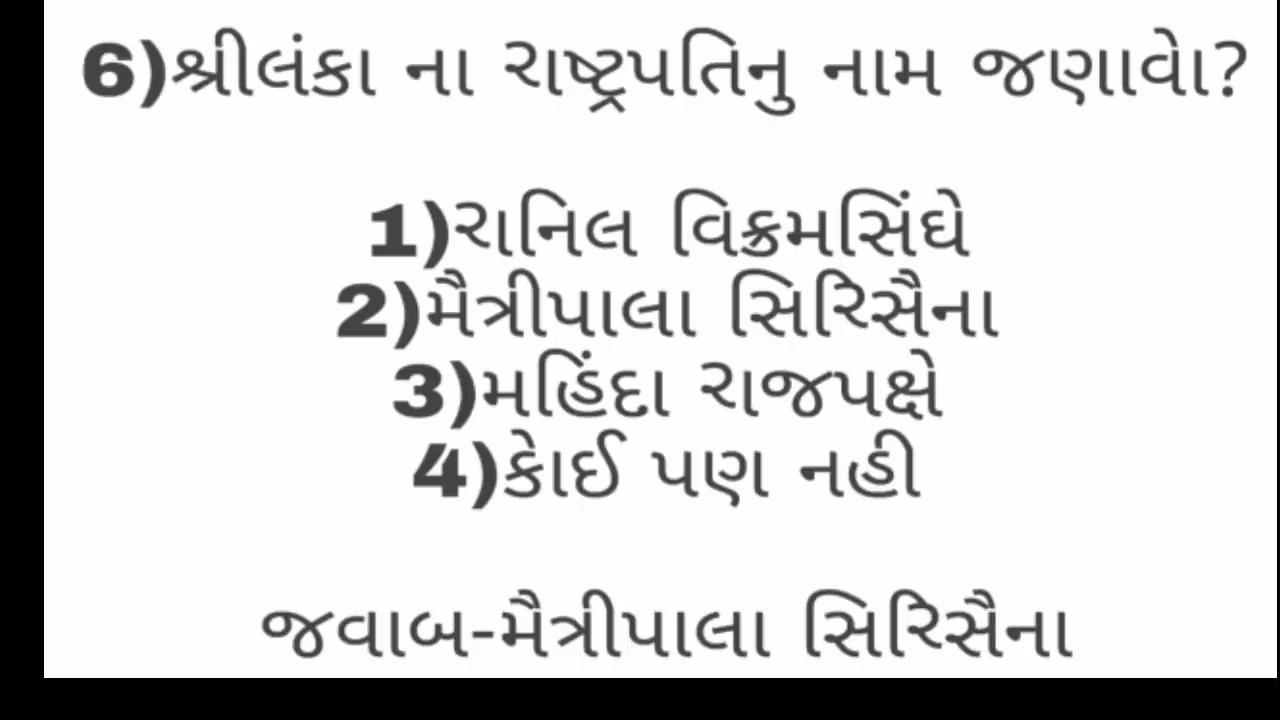 6)શ્રીલંકા ના રાષ્ટ્રપતિનુ નામ જણાવો?
1)રાનિલ વિક્રમસિંઘે
2)મૈત્રીપાલા સિરિસૈના
3)મહિંદા રાજપક્ષે
4)કોઈ પણ નહી
જવાબ-મૈત્રીપાલા સિરિસૈના